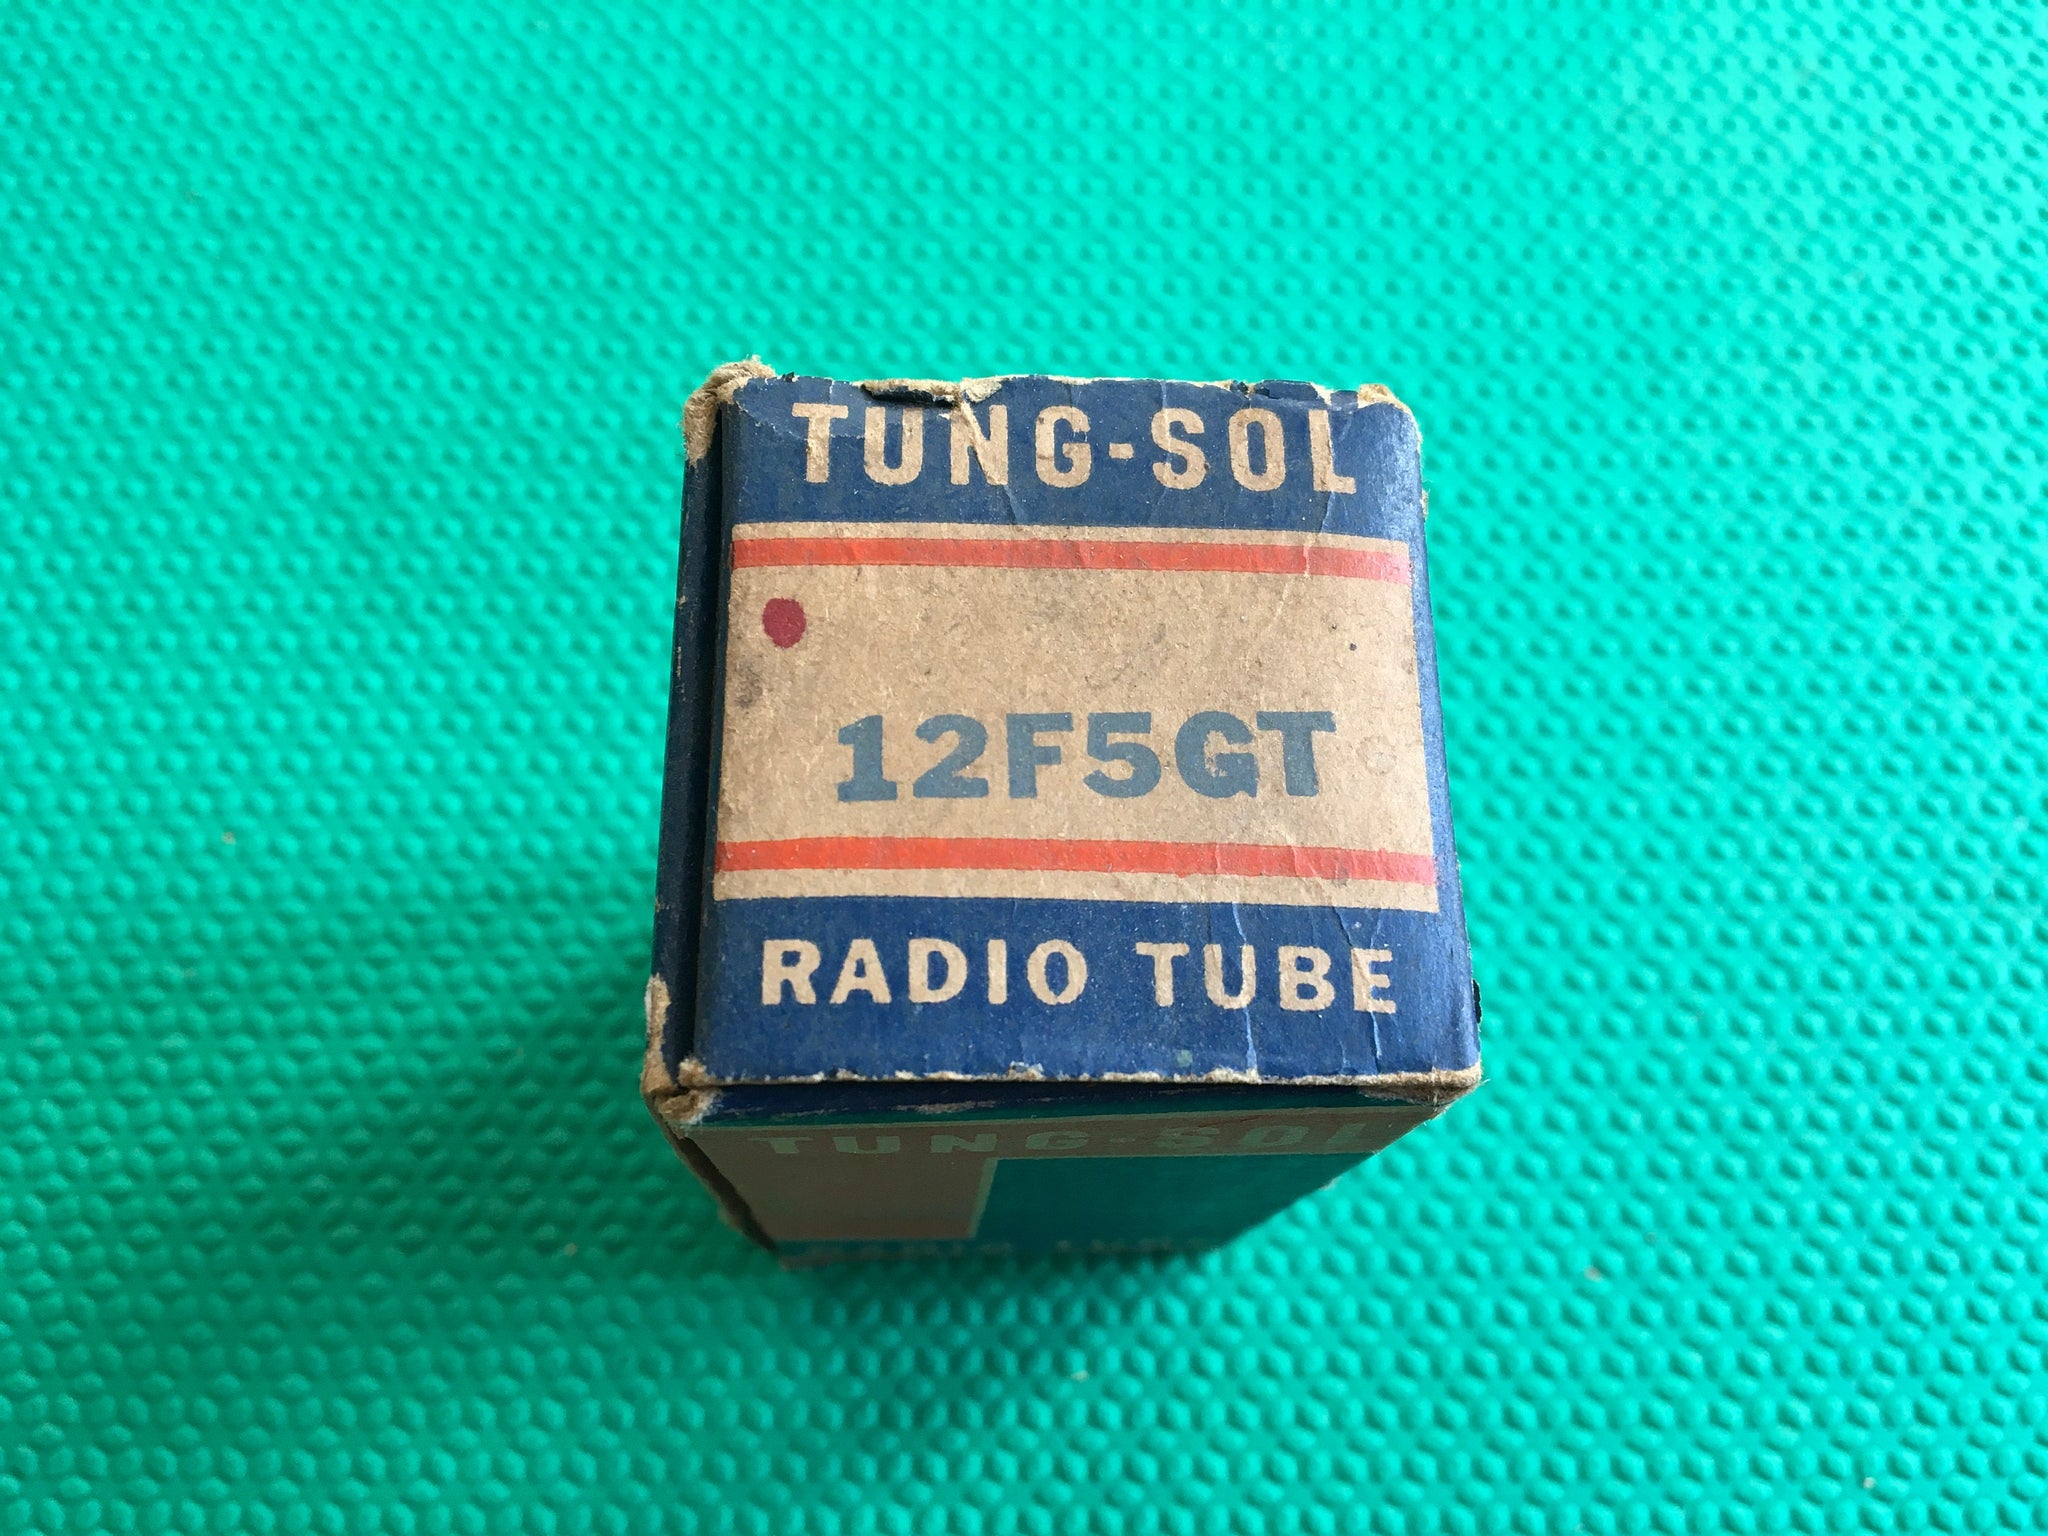 TUNG-SOL
12F5GT
RADIO TUBE
TUNG-SOL